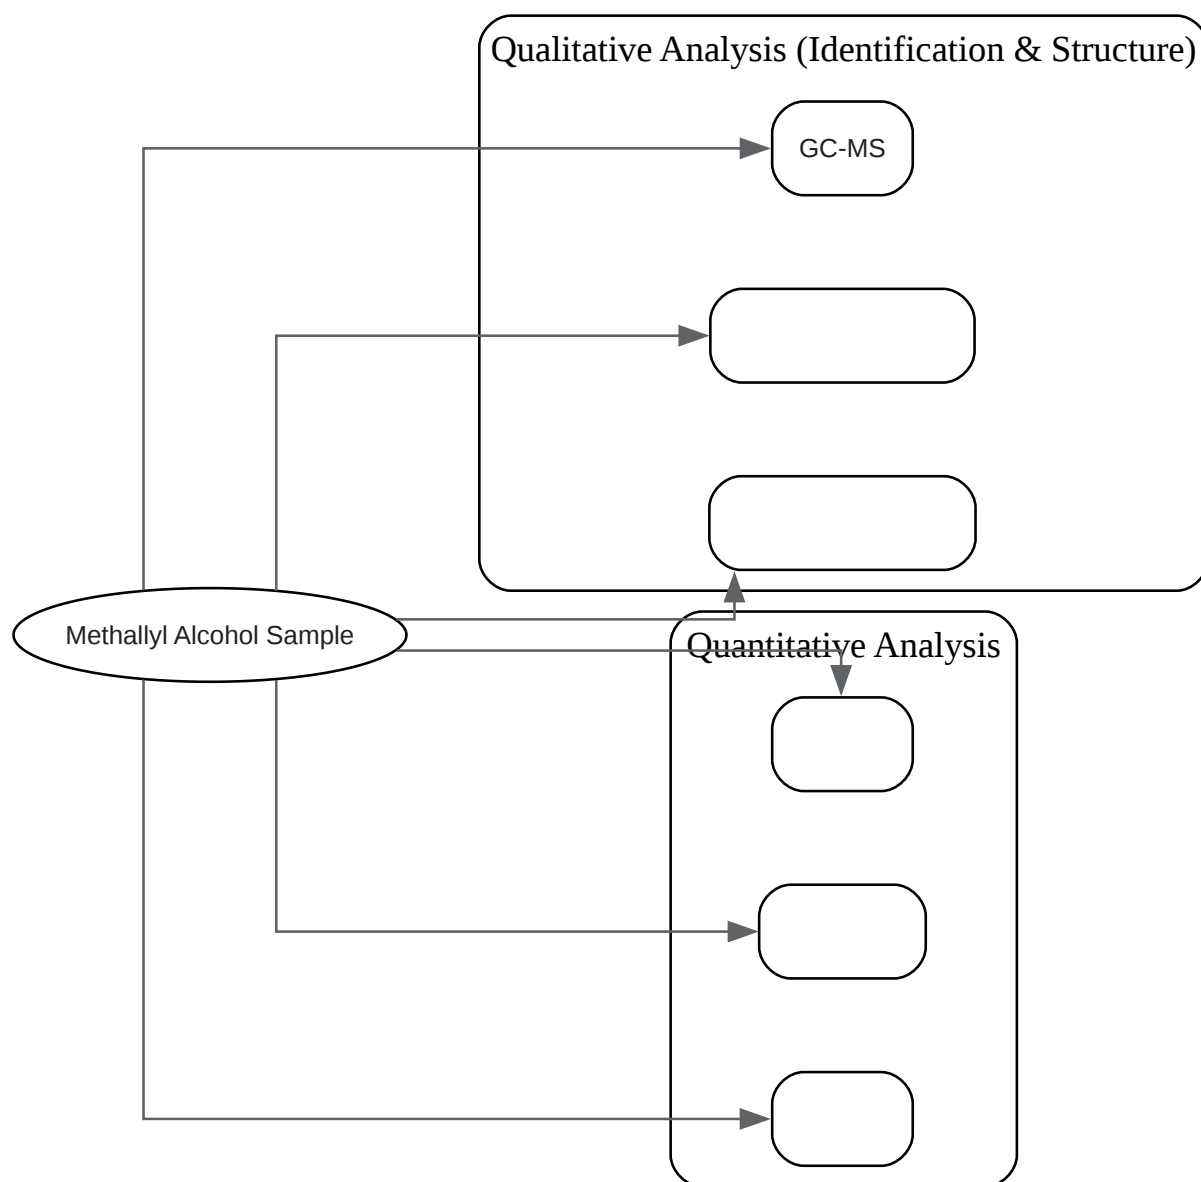 Qualitative Analysis (Identification & Structure)
GC-MS
Methallyl Alcohol Sample
Quantitative Analysis